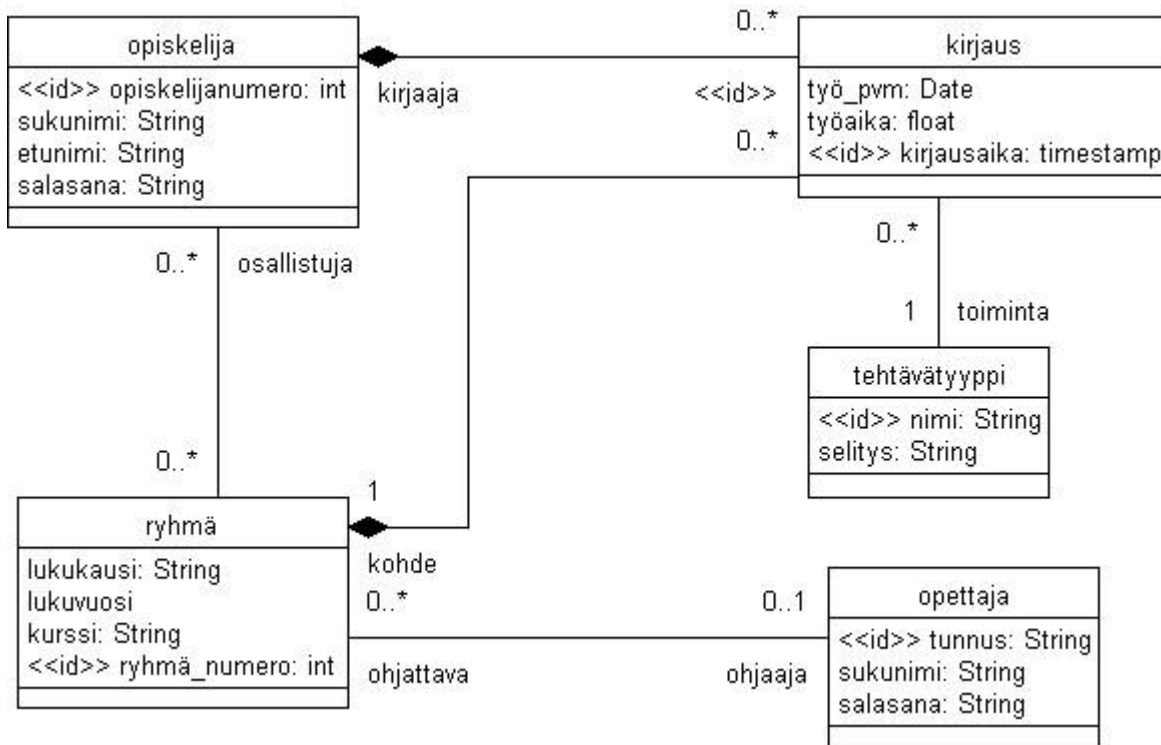 opiskelija
<<id>> opiskelijanumero: int
sukunimi: String
etunimi: String
salasana: String
kirjaaja
0..*
<<id>>
kirjaus
työ_pvm: Date
työaika: float
<<id>> kirjausaika: timestamp
0..*
0..*
osallistuja
0..*
1
toiminta
tehtävätyyppi
<<id>> nimi: String
selitys: String
0..*
1
ryhmä
lukukausi: String
lukuvuosi
kurssi: String
<<id>> ryhmä_numero: int
kohde
0..*
0..1
ohjattava
ohjaaja
opettaja
<<id>> tunnus: String
sukunimi: String
salasana: String